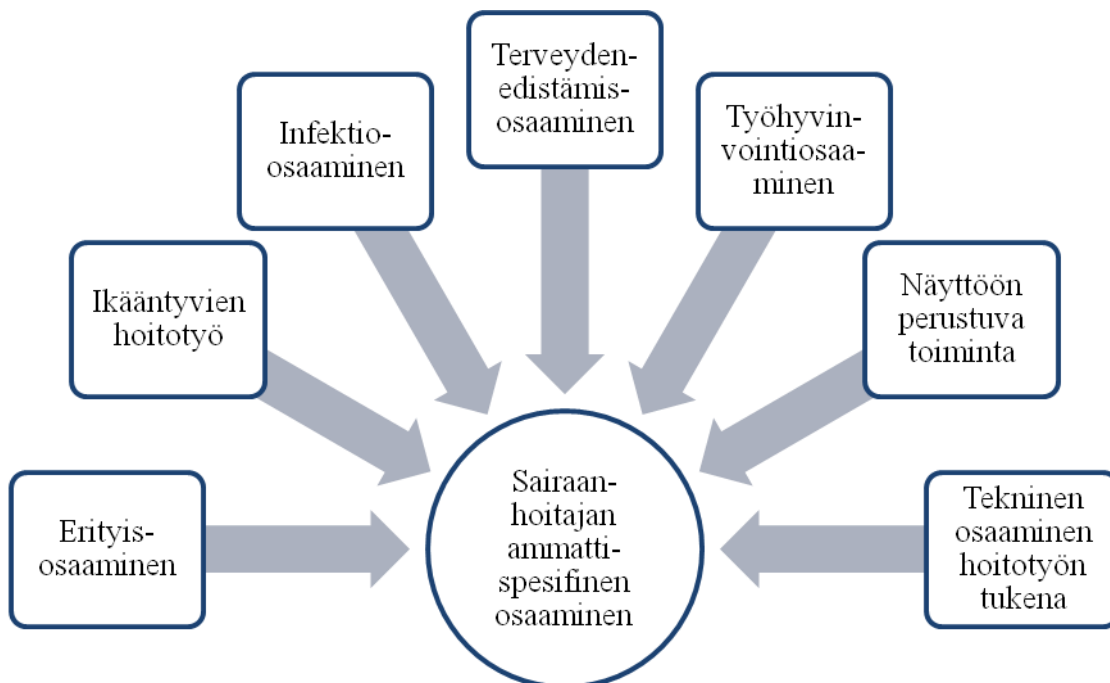 Terveyden-
edistämis-
osaaminen
Infektio-
osaaminen
Työhyvin-
vointiosaa-
minen
Ikääntyvien
hoitotyö
Näyttöön
perustuva
toiminta
Erityis-
osaaminen
Sairaan-
hoitajan
ammatti-
spesifinen
osaaminen
Tekninen
osaaminen
hoitotyön
tukena